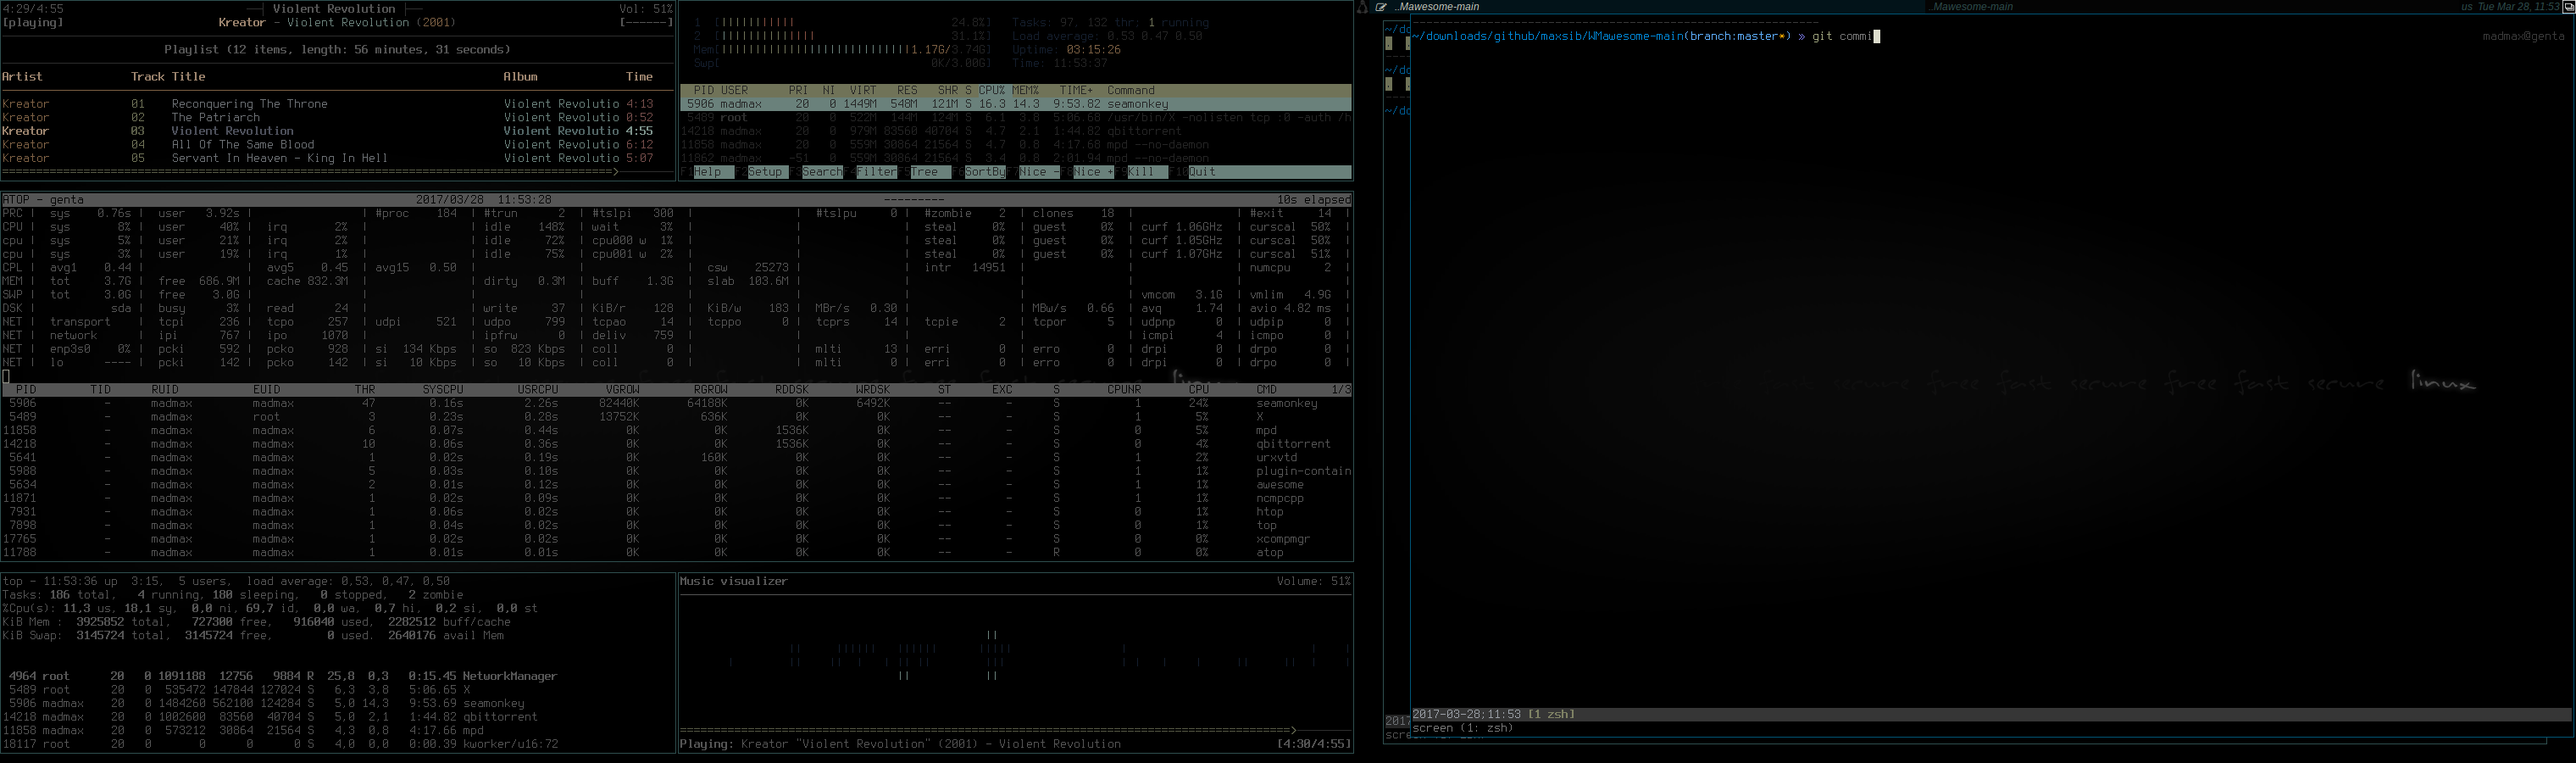 4:29/4:55 ─┤ Violent Revolution ├─ Vol: 51%
[playing] Kreator - Violent Revolution (2001) [------]
Playlist (12 items, length: 56 minutes, 31 seconds)
Artist Track Title Album Time
Kreator 01 Reconquering The Throne Violent Revolutio 4:13
Kreator 02 The Patriarch Violent Revolutio 0:52
Kreator 03 Violent Revolution Violent Revolutio 4:55
Kreator 04 All Of The Same Blood Violent Revolutio 6:12
Kreator 05 Servant In Heaven - King In Hell Violent Revolutio 5:07
1 [||||||||||| 24.8%] Tasks: 97, 132 thr; 1 running
2 [|||||||||||||| 31.1%] Load average: 0.53 0.47 0.50
Mem[||||||||||||||||||||||||||||1.17G/3.74G] Uptime: 03:15:26
Swp[ 0K/3.00G] Time: 11:53:37
PID USER PRI NI VIRT RES SHR S CPU% MEM% TIME+ Command
5906 madmax 20 0 1449M 548M 121M S 16.3 14.3 9:53.82 seamonkey
5489 root 20 0 522M 144M 124M S 6.1 3.8 5:06.68 /usr/bin/X -nolisten tcp :0 -auth /h
14218 madmax 20 0 979M 83560 40704 S 4.7 2.1 1:44.82 qbittorrent
11858 madmax 20 0 559M 30864 21564 S 4.7 0.8 4:17.68 mpd --no-daemon
11862 madmax -51 0 559M 30864 21564 S 3.4 0.8 2:01.94 mpd --no-daemon
F1Help F2Setup F3SearchF4FilterF5Tree F6SortByF7Nice -F8Nice +F9Kill F10Quit
ATOP - genta 2017/03/28 11:53:28 --------- 10s elapsed
PRC | sys 0.76s | user 3.92s | | #proc 184 | #trun 2 | #tslpi 300 | | #tslpu 0 | #zombie 2 | clones 18 | | #exit 14 |
CPU | sys 8% | user 40% | irq 2% | | idle 148% | wait 3% | | | steal 0% | guest 0% | curf 1.06GHz | curscal 50% |
cpu | sys 5% | user 21% | irq 2% | | idle 72% | cpu000 w 1% | | | steal 0% | guest 0% | curf 1.05GHz | curscal 50% |
cpu | sys 3% | user 19% | irq 1% | | idle 75% | cpu001 w 2% | | | steal 0% | guest 0% | curf 1.07GHz | curscal 51% |
CPL | avg1 0.44 | | avg5 0.45 | avg15 0.50 | | | csw 25273 | | intr 14951 | | | numcpu 2 |
MEM | tot 3.7G | free 686.9M | cache 832.3M | | dirty 0.3M | buff 1.3G | slab 103.6M | | | | | |
SWP | tot 3.0G | free 3.0G | | | | | | | | | vmcom 3.1G | vmlim 4.9G |
DSK | sda | busy 3% | read 24 | | write 37 | KiB/r 128 | KiB/w 183 | MBr/s 0.30 | | MBw/s 0.66 | avq 1.74 | avio 4.82 ms |
NET | transport | tcpi 236 | tcpo 257 | udpi 521 | udpo 799 | tcpao 14 | tcppo 0 | tcprs 14 | tcpie 2 | tcpor 5 | udpnp 0 | udpip 0 |
NET | network | ipi 767 | ipo 1070 | | ipfrw 0 | deliv 759 | | | | | icmpi 4 | icmpo 0 |
NET | enp3s0 0% | pcki 592 | pcko 928 | si 134 Kbps | so 823 Kbps | coll 0 | | mlti 13 | erri 0 | erro 0 | drpi 0 | drpo 0 |
NET | lo ---- | pcki 142 | pcko 142 | si 10 Kbps | so 10 Kbps | coll 0 | | mlti 0 | erri 0 | erro 0 | drpi 0 | drpo 0 |
PID TID RUID EUID THR SYSCPU USRCPU VGROW RGROW RDDSK WRDSK ST EXC S CPUNR CPU CMD 1/3
5906 - madmax madmax 47 0.16s 2.26s 82440K 64188K 0K 6492K -- - S 1 24% seamonkey
5489 - madmax root 3 0.23s 0.28s 13752K 636K 0K 0K -- - S 1 5% X
11858 - madmax madmax 6 0.07s 0.44s 0K 0K 1536K 0K -- - S 0 5% mpd
14218 - madmax madmax 10 0.06s 0.36s 0K 0K 1536K 0K -- - S 0 4% qbittorrent
5641 - madmax madmax 1 0.02s 0.19s 0K 160K 0K 0K -- - S 1 2% urxvtd
5988 - madmax madmax 5 0.03s 0.10s 0K 0K 0K 0K -- - S 1 1% plugin-contain
5634 - madmax madmax 2 0.01s 0.12s 0K 0K 0K 0K -- - S 1 1% awesome
11871 - madmax madmax 1 0.02s 0.09s 0K 0K 0K 0K -- - S 1 1% ncmpcpp
7931 - madmax madmax 1 0.06s 0.02s 0K 0K 0K 0K -- - S 0 1% htop
7898 - madmax madmax 1 0.04s 0.02s 0K 0K 0K 0K -- - S 0 1% top
17765 - madmax madmax 1 0.02s 0.02s 0K 0K 0K 0K -- - S 0 0% xcompmgr
11788 - madmax madmax 1 0.01s 0.01s 0K 0K 0K 0K -- - R 0 0% atop
top - 11:53:36 up 3:15, 5 users, load average: 0,53, 0,47, 0,50
Tasks: 186 total, 4 running, 180 sleeping, 0 stopped, 2 zombie
%Cpu(s): 11,3 us, 18,1 sy, 0,0 ni, 69,7 id, 0,0 wa, 0,7 hi, 0,2 si, 0,0 st
KiB Mem : 3925852 total, 727300 free, 916040 used, 2282512 buff/cache
KiB Swap: 3145724 total, 3145724 free, 0 used, 2640176 avail Mem
4964 root 20 0 1091188 12756 9884 R 25,8 0,3 0:15.45 NetworkManager
5489 root 20 0 535472 147844 127024 S 6,3 3,8 5:06.65 X
5906 madmax 20 0 1484260 562100 124284 S 5,0 14,3 9:53.69 seamonkey
14218 madmax 20 0 1002600 83560 40704 S 5,0 2,1 1:44.82 qbittorrent
11858 madmax 20 0 573212 30864 21564 S 4,3 0,8 4:17.66 mpd
18117 root 20 0 0 0 0 S 4,0 0,0 0:00.39 kworker/u16:72
Music visualizer Volume: 51%
Playing: Kreator "Violent Revolution" (2001) - Violent Revolution [4:30/4:55]
..Mawesome-main ..Mawesome-main us Tue Mar 28, 11:53
~/do
~/downloads/github/maxsib/WMawesome-main(branch:master*) » git commi madmax@genta
~/do
~/do
secure free fast secure free fast secure linux
2017
2017-03-28;11:53 [1 zsh]
screen (1: zsh)